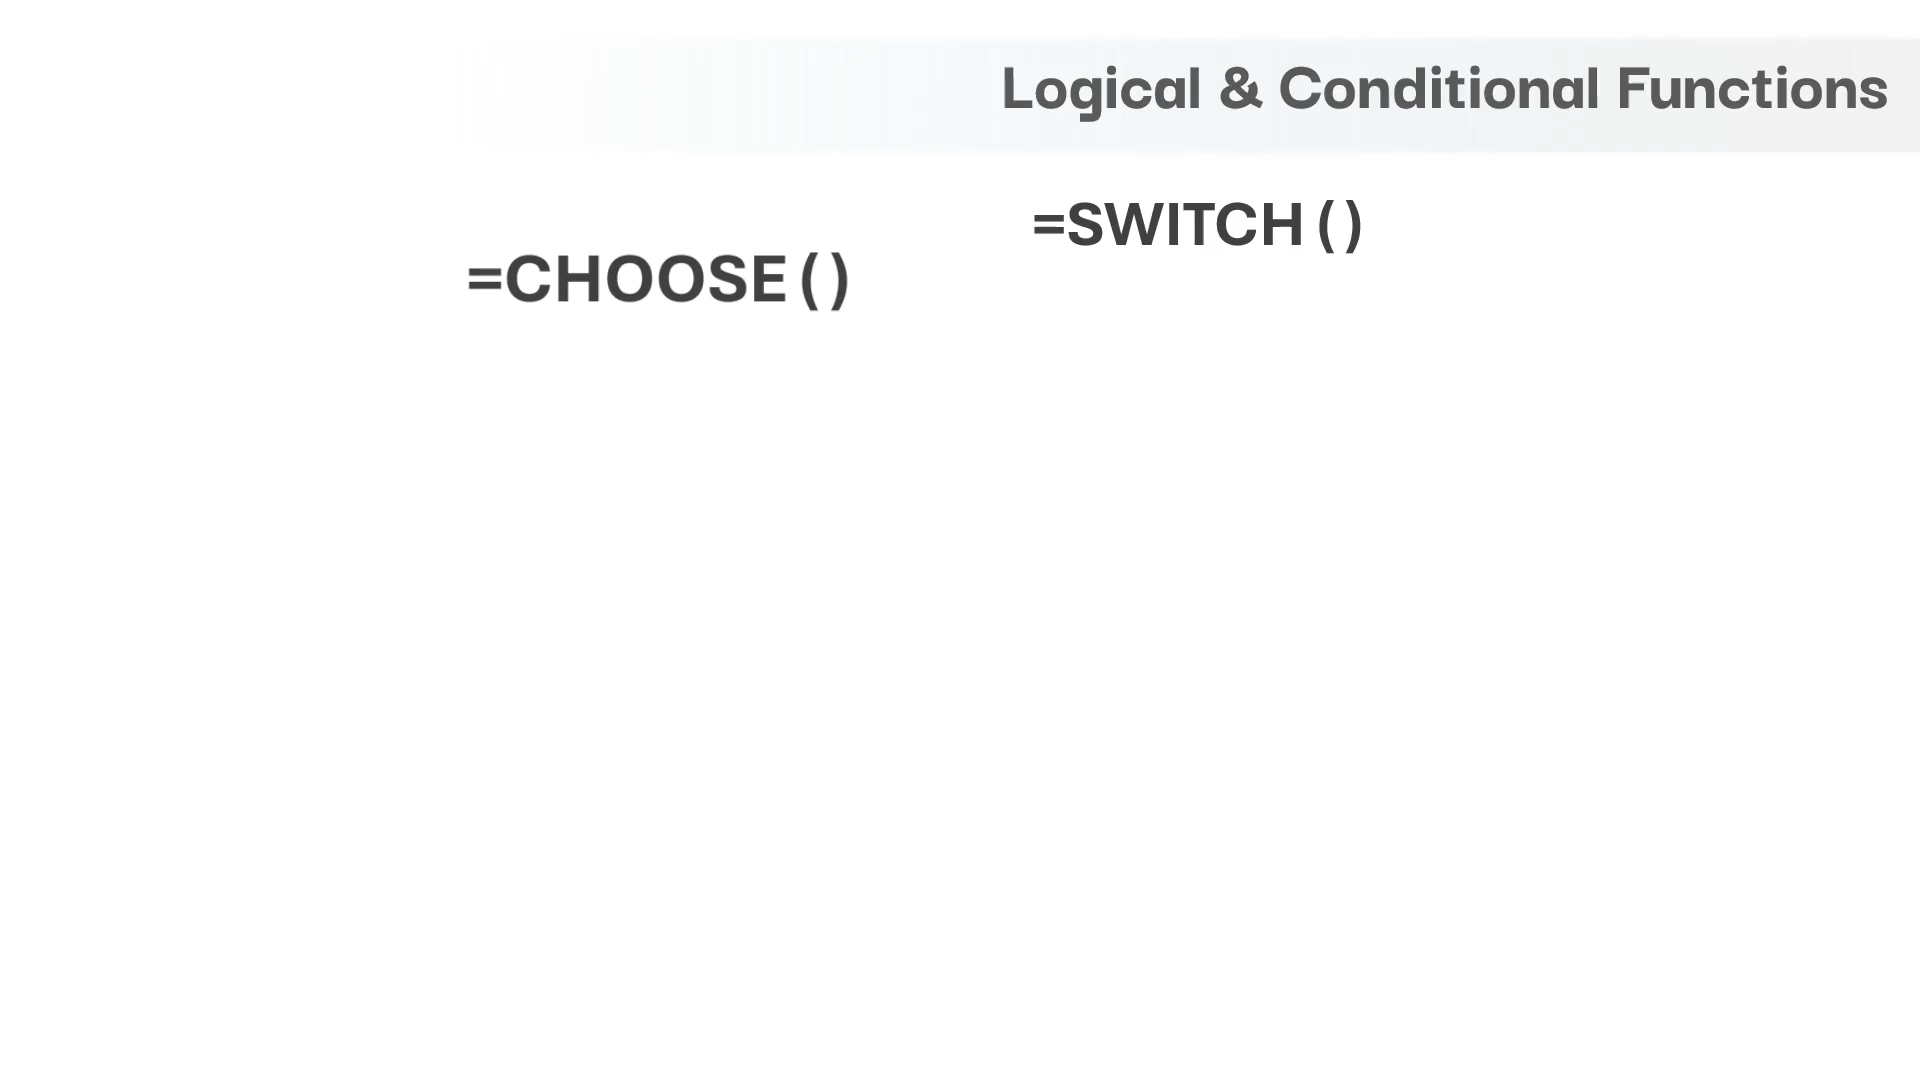 Logical & Conditional Functions
=SWITCH()
=CHOOSE()